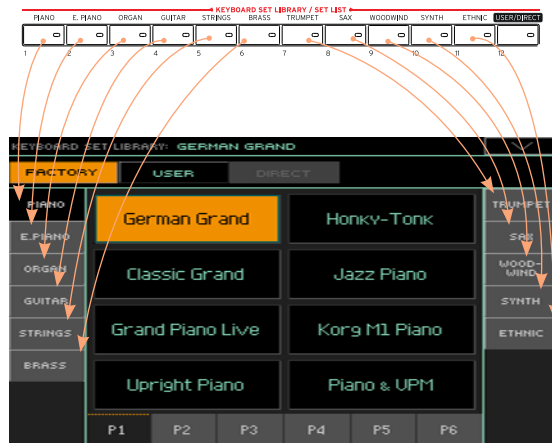 KEYBOARD SET LIBRARY / SET LIST
PIANO E. PIANO ORGAN GUITAR STRINGS BRASS TRUMPET SAX WOODWIND SYNTH ETHNIC USER/DIRECT
1 2 3 4 5 6 7 8 9 10 11 12
KEYBOARD SET LIBRARY: GERMAN GRAND
FACTORY USER DIRECT
PIANO German Grand Honky-Tonk TRUMPET
E.PIANO SAX
ORGAN Classic Grand Jazz Piano WOOD-
WIND
GUITAR SYNTH
STRINGS Grand Piano Live Korg M1 Piano ETHNIC
BRASS Upright Piano Piano & UPM
P1 P2 P3 P4 P5 P6